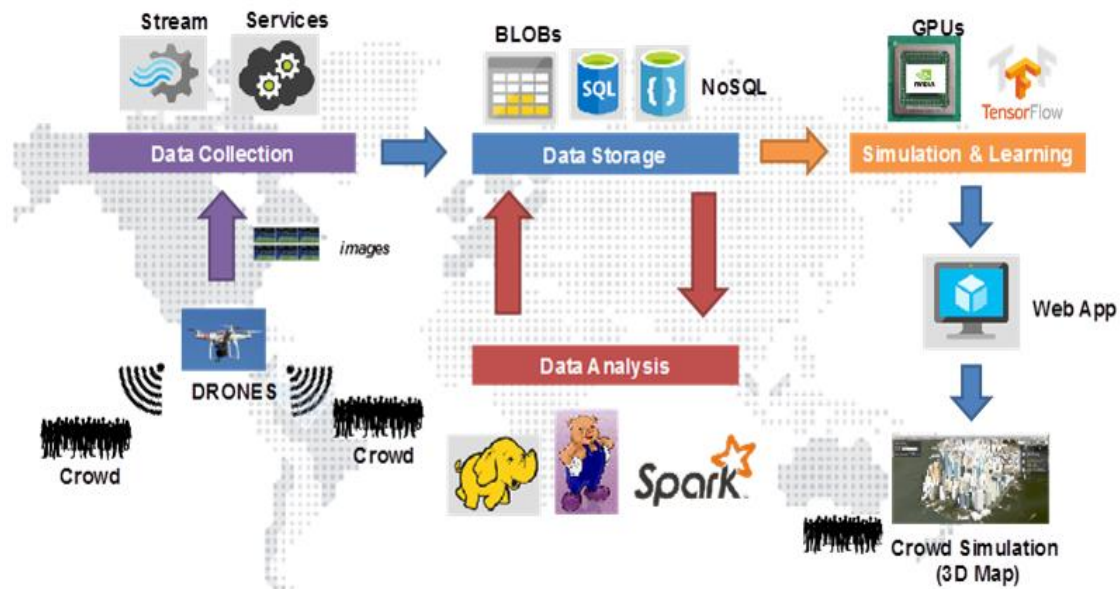 Stream
Services
BLOBs
SQL
{ }
NoSQL
GPUs
NVIDIA
TensorFlow
Data Collection
Data Storage
Simulation & Learning
images
Web App
DRONES
Data Analysis
Crowd
Crowd
Spark
Crowd Simulation
(3D Map)